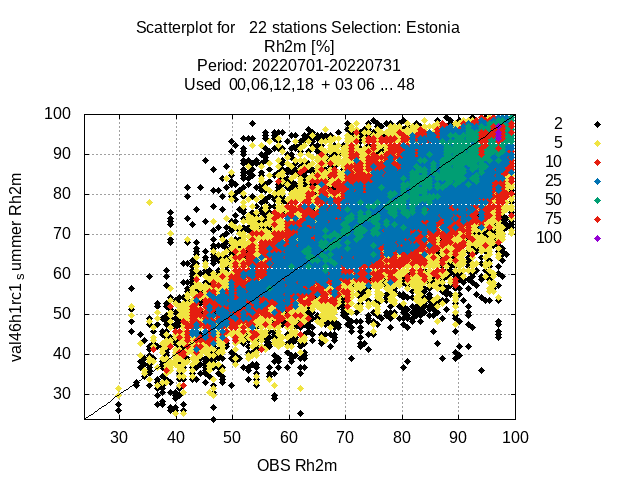 Scatterplot for 22 stations Selection: Estonia
Rh2m [%]
Period: 20220701-20220731
Used 00,06,12,18 + 03 06 ... 48
100
90
80
70
60
50
40
30
val46h1rc1 summer Rh2m
30 40 50 60 70 80 90 100
OBS Rh2m
2
5
10
25
50
75
100